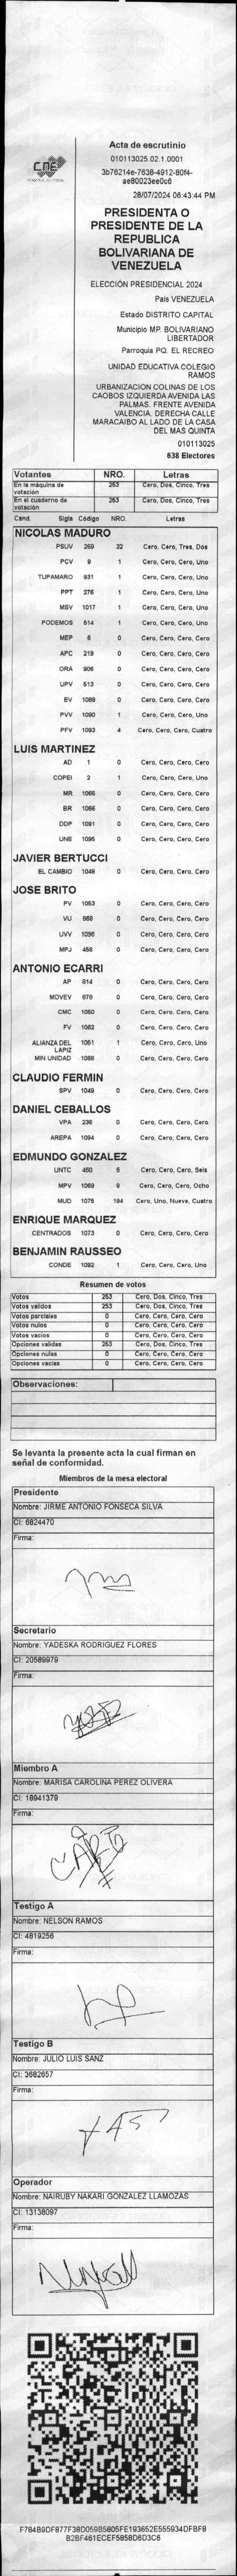 CNE
Acta de escrutinio
010113025.02.1.0001
3b76214e-7638-4912-80f4-
ae80023ee0c6
28/07/2024 06:43:44 PM
PRESIDENTA O
PRESIDENTE DE LA
REPUBLICA
BOLIVARIANA DE
VENEZUELA
ELECCIÓN PRESIDENCIAL 2024
País VENEZUELA
Estado DISTRITO CAPITAL
Municipio MP. BOLIVARIANO
LIBERTADOR
Parroquia PQ. EL RECREO
UNIDAD EDUCATIVA COLEGIO
RAMOS
URBANIZACION COLINAS DE LOS
CAOBOS IZQUIERDA AVENIDA LAS
PALMAS. FRENTE AVENIDA
VALENCIA. DERECHA CALLE
MARACAIBO AL LADO DE LA CASA
DEL MAS QUINTA
010113025
638 Electores
Votantes NRO. Letras
En la máquina de
votación 253 Cero, Dos, Cinco, Tres
En el cuaderno de
votación 253 Cero, Dos, Cinco, Tres
Cand. Sigla Código NRO. Letras
NICOLAS MADURO
PSUV 269 32 Cero, Cero, Tres, Dos
PCV 9 1 Cero, Cero, Cero, Uno
TUPAMARO 931 1 Cero, Cero, Cero, Uno
PPT 276 1 Cero, Cero, Cero, Uno
MSV 1017 1 Cero, Cero, Cero, Uno
PODEMOS 514 1 Cero, Cero, Cero, Uno
MEP 6 0 Cero, Cero, Cero, Cero
APC 219 0 Cero, Cero, Cero, Cero
ORA 906 0 Cero, Cero, Cero, Cero
UPV 513 0 Cero, Cero, Cero, Cero
EV 1089 0 Cero, Cero, Cero, Cero
PVV 1090 1 Cero, Cero, Cero, Uno
PFV 1093 4 Cero, Cero, Cero, Cuatro
LUIS MARTINEZ
AD 1 0 Cero, Cero, Cero, Cero
COPEI 2 1 Cero, Cero, Cero, Uno
MR 1065 0 Cero, Cero, Cero, Cero
BR 1066 0 Cero, Cero, Cero, Cero
DDP 1091 0 Cero, Cero, Cero, Cero
UNE 1095 0 Cero, Cero, Cero, Cero
JAVIER BERTUCCI
EL CAMBIO 1048 0 Cero, Cero, Cero, Cero
JOSE BRITO
PV 1053 0 Cero, Cero, Cero, Cero
VU 868 0 Cero, Cero, Cero, Cero
UVV 1096 0 Cero, Cero, Cero, Cero
MPJ 458 0 Cero, Cero, Cero, Cero
ANTONIO ECARRI
AP 814 0 Cero, Cero, Cero, Cero
MOVEV 678 0 Cero, Cero, Cero, Cero
CMC 1050 0 Cero, Cero, Cero, Cero
FV 1052 0 Cero, Cero, Cero, Cero
ALIANZA DEL
LAPIZ 1051 1 Cero, Cero, Cero, Uno
MIN UNIDAD 1068 0 Cero, Cero, Cero, Cero
CLAUDIO FERMIN
SPV 1049 0 Cero, Cero, Cero, Cero
DANIEL CEBALLOS
VPA 236 0 Cero, Cero, Cero, Cero
AREPA 1094 0 Cero, Cero, Cero, Cero
EDMUNDO GONZALEZ
UNTC 460 6 Cero, Cero, Cero, Seis
MPV 1069 8 Cero, Cero, Cero, Ocho
MUD 1075 194 Cero, Uno, Nueve, Cuatro
ENRIQUE MARQUEZ
CENTRADOS 1073 0 Cero, Cero, Cero, Cero
BENJAMIN RAUSSEO
CONDE 1092 1 Cero, Cero, Cero, Uno
Resumen de votos
Votos 253 Cero, Dos, Cinco, Tres
Votos validos 253 Cero, Dos, Cinco, Tres
Votos parciales 0 Cero, Cero, Cero, Cero
Votos nulos 0 Cero, Cero, Cero, Cero
Votos vacios 0 Cero, Cero, Cero, Cero
Opciones validas 253 Cero, Dos, Cinco, Tres
Opciones nulas 0 Cero, Cero, Cero, Cero
Opciones vacias 0 Cero, Cero, Cero, Cero
Observaciones:
Se levanta la presente acta la cual firman en
señal de conformidad.
Miembros de la mesa electoral
Presidente
Nombre: JIRME ANTONIO FONSECA SILVA
CI: 6824470
Firma:
Secretario
Nombre: YADESKA RODRIGUEZ FLORES
CI: 20589979
Firma:
Miembro A
Nombre: MARISA CAROLINA PEREZ OLIVERA
CI: 18941379
Firma:
Testigo A
Nombre: NELSON RAMOS
CI: 4819256
Firma:
Testigo B
Nombre: JULIO LUIS SANZ
CI: 3682657
Firma:
Operador
Nombre: NAIRUBY NAKARI GONZALEZ LLAMOZAS
CI: 13138097
Firma:
F784B9DF877F38D059B5805FE193652E555934DFBF8
B2BF461ECEF5858D6D3C6